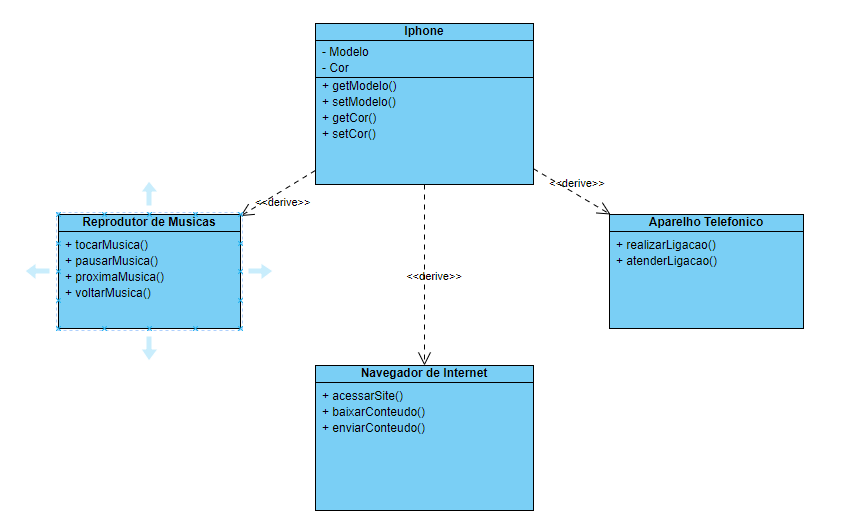 Iphone
- Modelo
- Cor
+ getModelo()
+ setModelo()
+ getCor()
+ setCor()
<<derive>>
<<derive>>
<<derive>>
Reprodutor de Musicas
+ tocarMusica()
+ pausarMusica()
+ proximaMusica()
+ voltarMusica()
Aparelho Telefonico
+ realizarLigacao()
+ atenderLigacao()
Navegador de Internet
+ acessarSite()
+ baixarConteudo()
+ enviarConteudo()